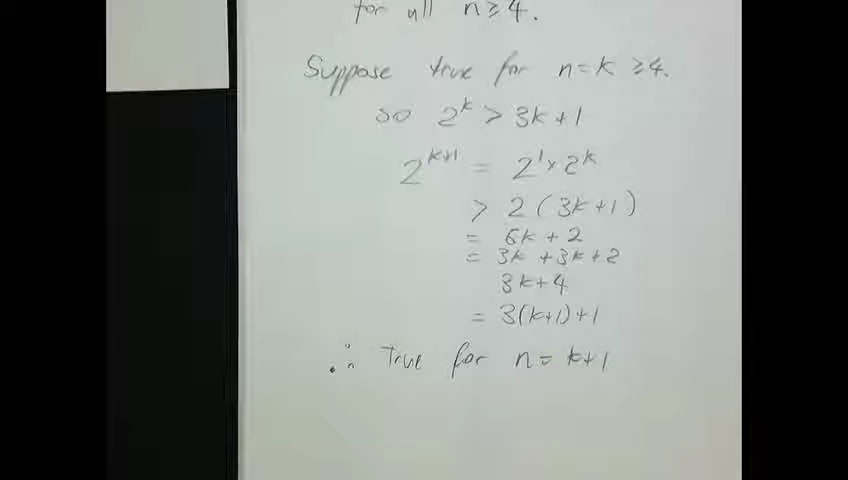 for all n ≥ 4.
Suppose true for n = k ≥ 4.
so 2^k > 3k + 1
2^{k+1} = 2^1 × 2^k
> 2 (3k + 1)
= 6k + 2
= 3k + 3k + 2
3k + 4
= 3(k+1) + 1
∴ True for n = k+1